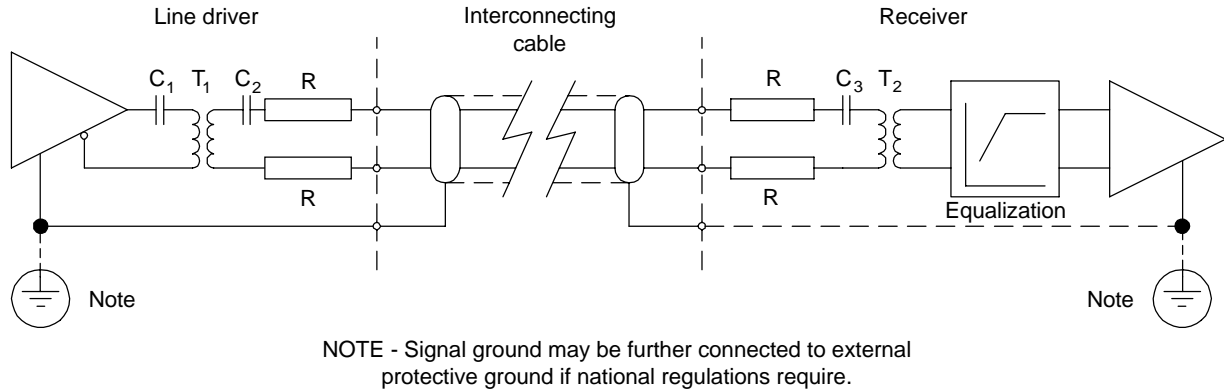 Line driver
Interconnecting
cable
Receiver
C1 T1 C2 R
R C3 T2
R
R
Equalization
Note
Note
NOTE - Signal ground may be further connected to external
protective ground if national regulations require.